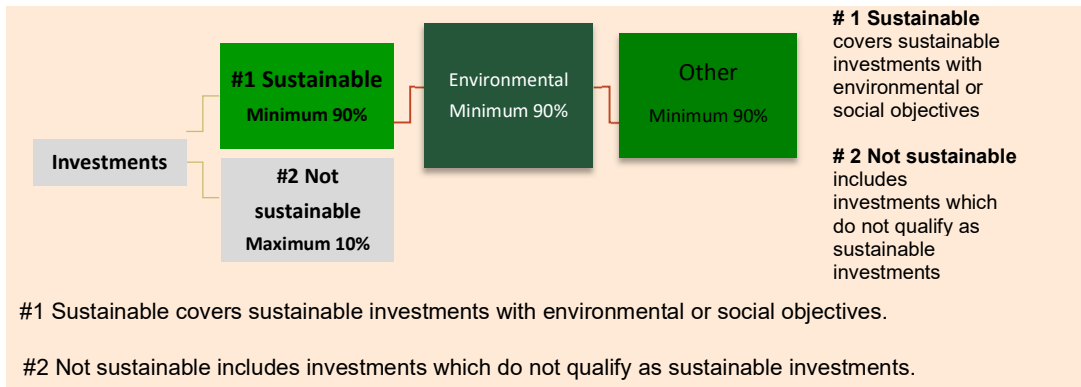 Investments
#1 Sustainable
Minimum 90%
#2 Not
sustainable
Maximum 10%
Environmental
Minimum 90%
Other
Minimum 90%
# 1 Sustainable
covers sustainable
investments with
environmental or
social objectives
# 2 Not sustainable
includes
investments which
do not qualify as
sustainable
investments
#1 Sustainable covers sustainable investments with environmental or social objectives.
#2 Not sustainable includes investments which do not qualify as sustainable investments.